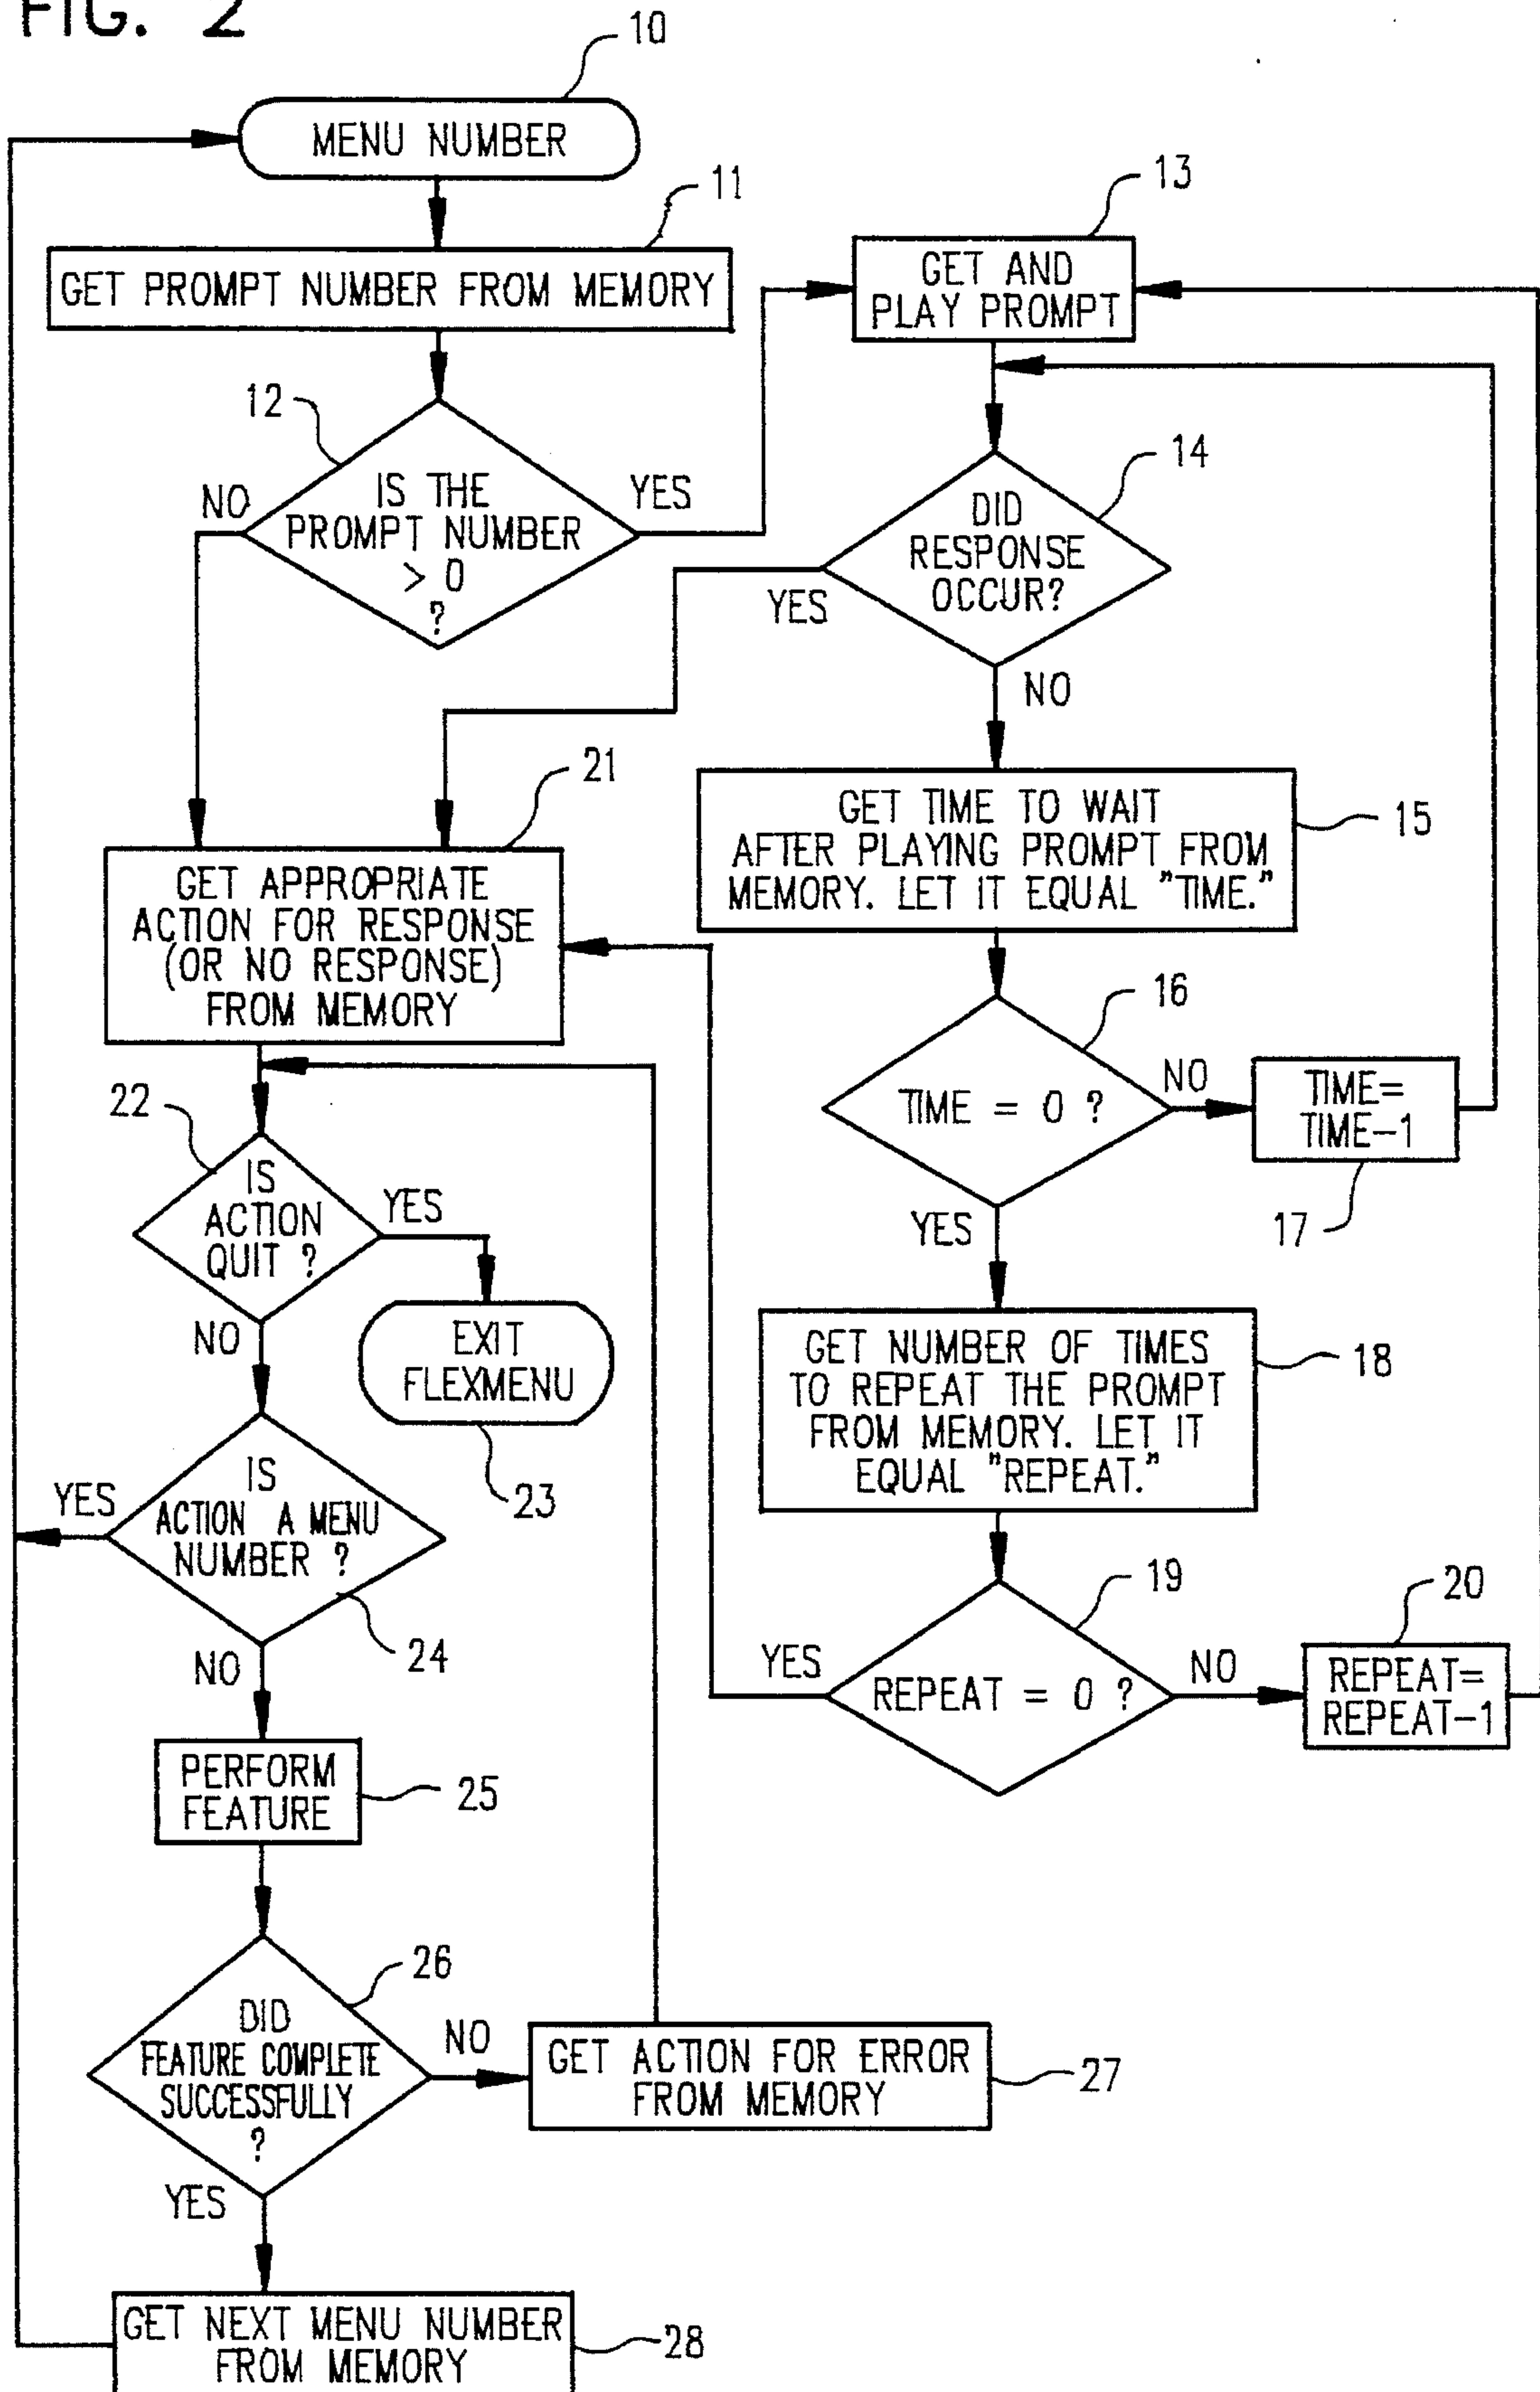 FIG. 2
10
MENU NUMBER
11
GET PROMPT NUMBER FROM MEMORY
13
GET AND
PLAY PROMPT
12
IS THE
PROMPT NUMBER
> 0
?
NO
YES
14
DID
RESPONSE
OCCUR?
YES
NO
21
GET APPROPRIATE
ACTION FOR RESPONSE
(OR NO RESPONSE)
FROM MEMORY
15
GET TIME TO WAIT
AFTER PLAYING PROMPT FROM
MEMORY. LET IT EQUAL "TIME."
16
TIME = 0 ?
NO
YES
TIME=
TIME-1
17
22
IS
ACTION
QUIT ?
YES
NO
EXIT
FLEXMENU
23
GET NUMBER OF TIMES
TO REPEAT THE PROMPT
FROM MEMORY. LET IT
EQUAL "REPEAT."
18
IS
ACTION A MENU
NUMBER ?
YES
NO
24
19
REPEAT = 0 ?
YES
NO
20
REPEAT=
REPEAT-1
PERFORM
FEATURE
25
26
DID
FEATURE COMPLETE
SUCCESSFULLY
?
NO
YES
GET ACTION FOR ERROR
FROM MEMORY
27
GET NEXT MENU NUMBER
FROM MEMORY
28